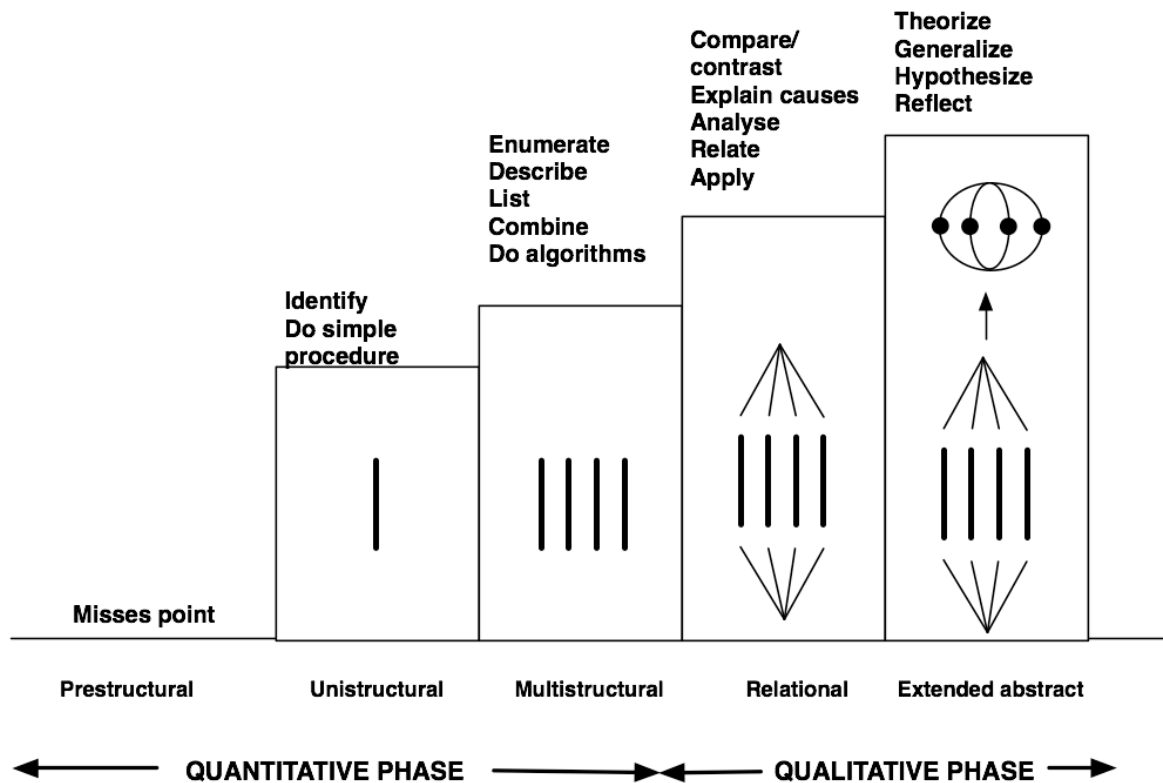 Misses point
Identify
Do simple
procedure
Enumerate
Describe
List
Combine
Do algorithms
Compare/
contrast
Explain causes
Analyse
Relate
Apply
Theorize
Generalize
Hypothesize
Reflect
Prestructural
Unistructural
Multistructural
Relational
Extended abstract
QUANTITATIVE PHASE
QUALITATIVE PHASE